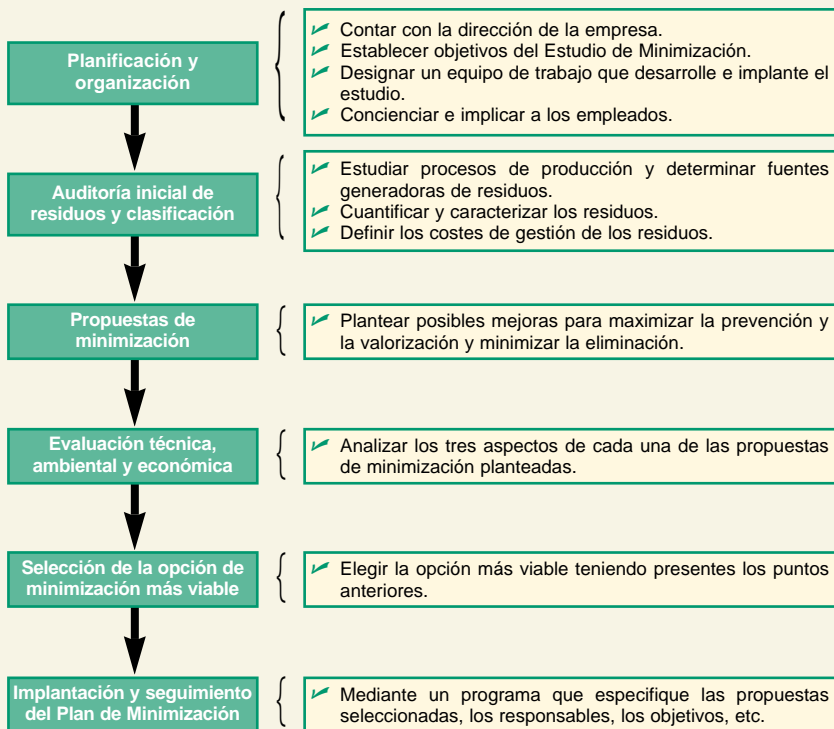 Planificación y
organización
Contar con la dirección de la empresa.
Establecer objetivos del Estudio de Minimización.
Designar un equipo de trabajo que desarrolle e implante el
estudio.
Concienciar e implicar a los empleados.
Auditoría inicial de
residuos y clasificación
Estudiar procesos de producción y determinar fuentes
generadoras de residuos.
Cuantificar y caracterizar los residuos.
Definir los costes de gestión de los residuos.
Propuestas de
minimización
Plantear posibles mejoras para maximizar la prevención y
la valorización y minimizar la eliminación.
Evaluación técnica,
ambiental y económica
Analizar los tres aspectos de cada una de las propuestas
de minimización planteadas.
Selección de la opción de
minimización más viable
Elegir la opción más viable teniendo presentes los puntos
anteriores.
Implantación y seguimiento
del Plan de Minimización
Mediante un programa que especifique las propuestas
seleccionadas, los responsables, los objetivos, etc.